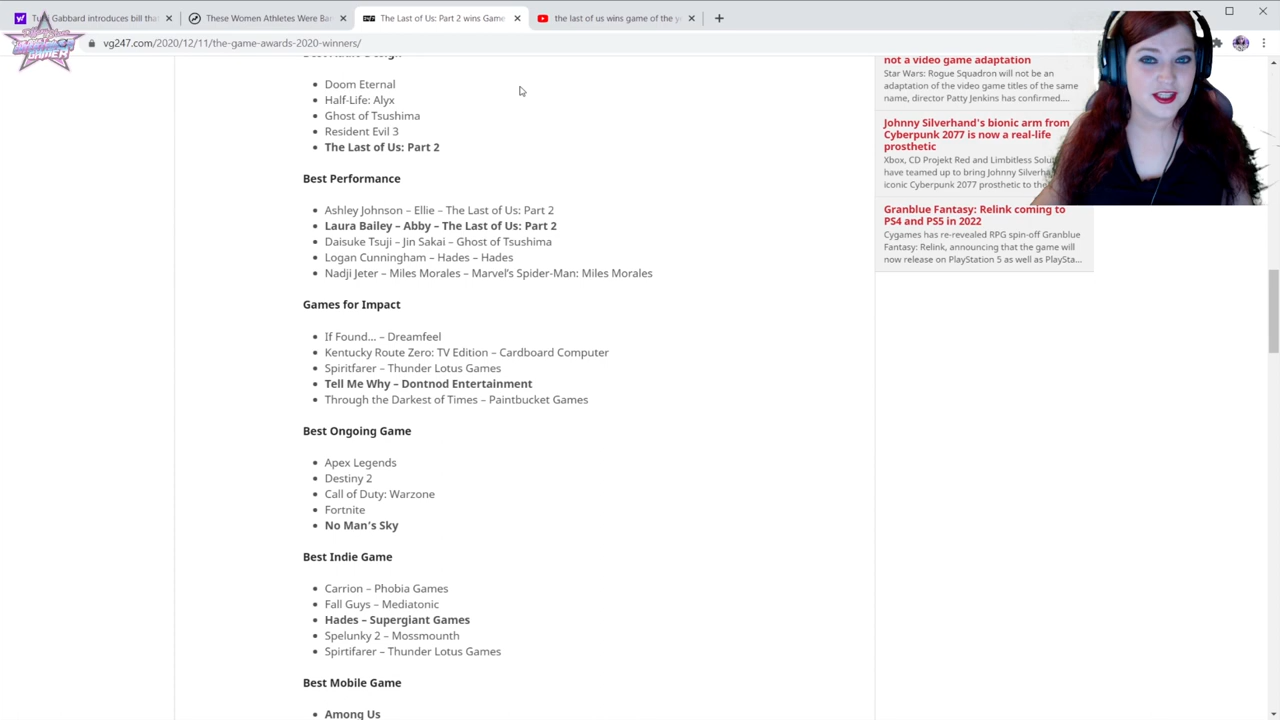 Tulsi Gabbard introduces bill tha
These Women Athletes Were Ba
The Last of Us: Part 2 wins Game
the last of us wins game of the y
vg247.com/2020/12/11/the-game-awards-2020-winners/
Doom Eternal
Half-Life: Alyx
Ghost of Tsushima
Resident Evil 3
The Last of Us: Part 2
Best Performance
Ashley Johnson – Ellie – The Last of Us: Part 2
Laura Bailey – Abby – The Last of Us: Part 2
Daisuke Tsuji – Jin Sakai – Ghost of Tsushima
Logan Cunningham – Hades – Hades
Nadji Jeter – Miles Morales – Marvel's Spider-Man: Miles Morales
Games for Impact
If Found… – Dreamfeel
Kentucky Route Zero: TV Edition – Cardboard Computer
Spiritfarer – Thunder Lotus Games
Tell Me Why – Dontnod Entertainment
Through the Darkest of Times – Paintbucket Games
Best Ongoing Game
Apex Legends
Destiny 2
Call of Duty: Warzone
Fortnite
No Man's Sky
Best Indie Game
Carrion – Phobia Games
Fall Guys – Mediatonic
Hades – Supergiant Games
Spelunky 2 – Mossmouth
Spirtifarer – Thunder Lotus Games
Best Mobile Game
Among Us
not a video game adaptation
Star Wars: Rogue Squadron will not be an
adaptation of the video game titles of the same
name, director Patty Jenkins has confirmed....
Johnny Silverhand's bionic arm from
Cyberpunk 2077 is now a real-life
prosthetic
Xbox, CD Projekt Red and Limbitless
have teamed up to bring Johnny
iconic Cyberpunk 2077 prosthetic to the
Granblue Fantasy: Relink coming to
PS4 and PS5 in 2022
Cygames has re-revealed RPG spin-off Granblue
Fantasy: Relink, announcing that the game will
now release on PlayStation 5 as well as PlaySta...